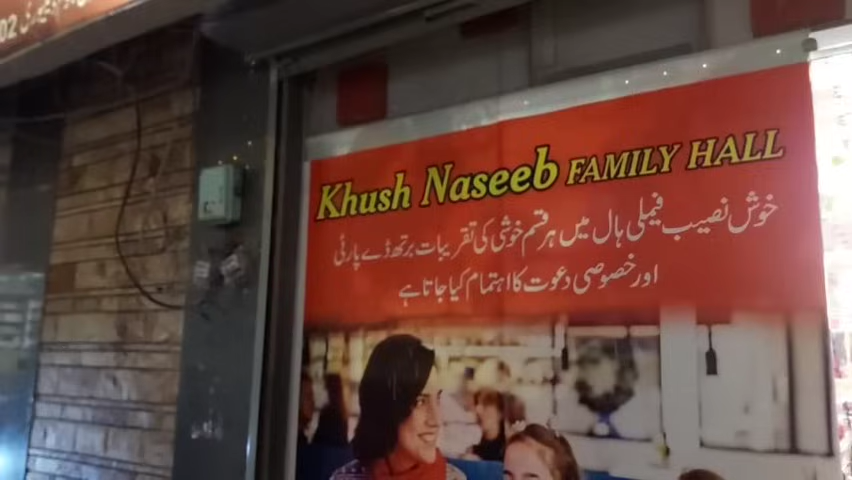 Khush Naseeb FAMILY HALL
خوش نصیب فیملی ہال میں ہر قسم خوشی کی تقریبات برتھ ڈے پارٹی
اور خصوصی دعوت کا اہتمام کیا جاتا ہے